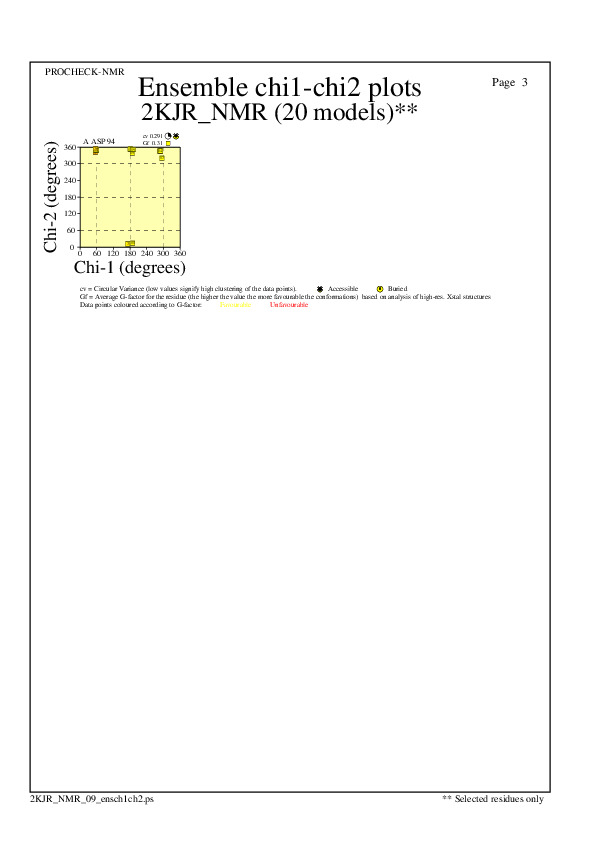 PROCHECK-NMR
Page 3
Ensemble chi1-chi2 plots
2KJR_NMR (20 models)**
cv 0.291
A ASP 94
Gf 0.31
Chi-2 (degrees)
360
300
240
180
120
60
0
0 60 120 180 240 300 360
Chi-1 (degrees)
cv = Circular Variance (low values signify high clustering of the data points). Accessible Buried
Gf = Average G-factor for the residue (the higher the value the more favourable the conformations) based on analysis of high-res. Xstal structures
Data points coloured according to G-factor: Favourable Unfavourable
2KJR_NMR_09_ensch1ch2.ps
** Selected residues only